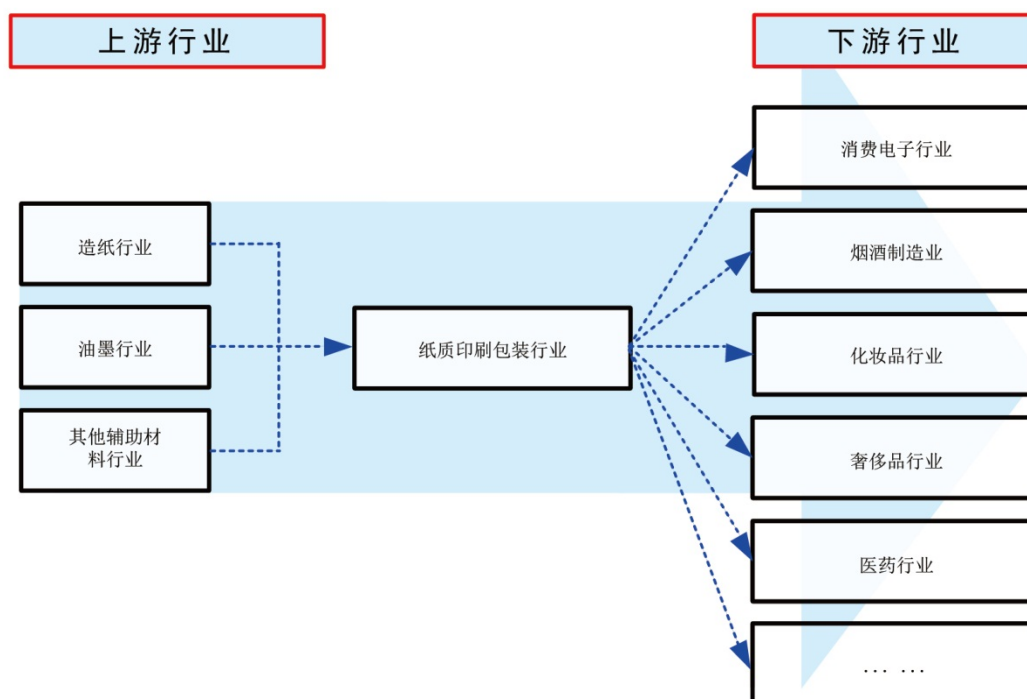 上游行业
下游行业
消费电子行业
造纸行业
烟酒制造业
油墨行业
纸质印刷包装行业
化妆品行业
其他辅助材
料行业
奢侈品行业
医药行业
… …